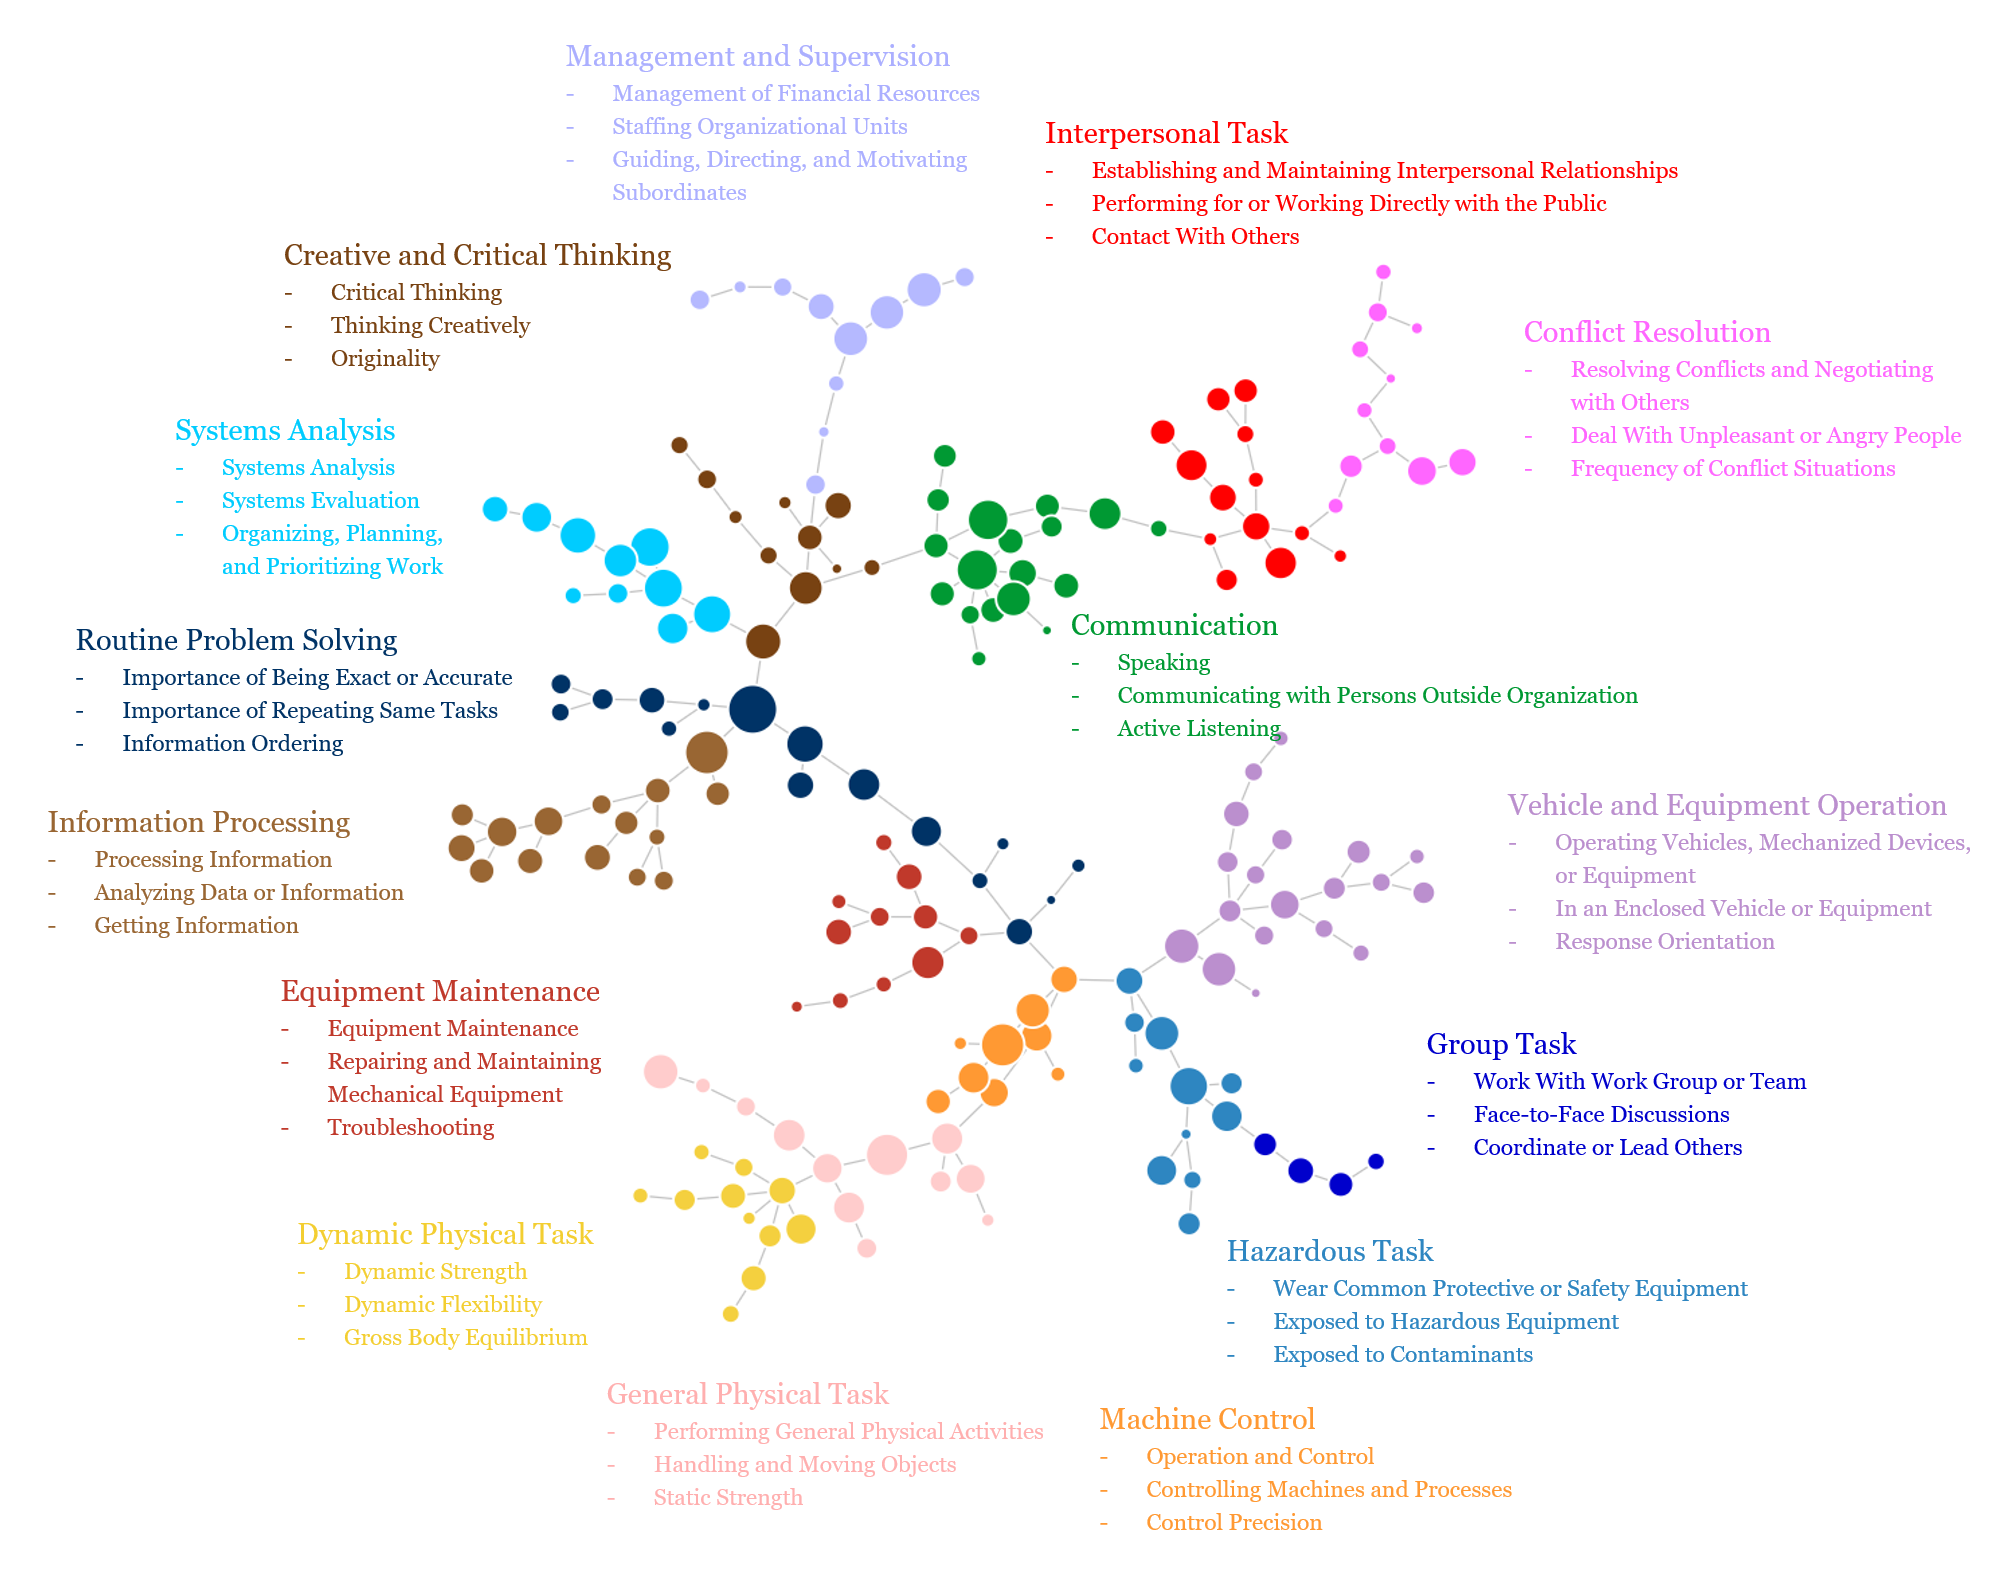 Management and Supervision
- Management of Financial Resources
- Staffing Organizational Units
- Guiding, Directing, and Motivating
Subordinates
Interpersonal Task
- Establishing and Maintaining Interpersonal Relationships
- Performing for or Working Directly with the Public
- Contact With Others
Creative and Critical Thinking
- Critical Thinking
- Thinking Creatively
- Originality
Conflict Resolution
- Resolving Conflicts and Negotiating
with Others
- Deal With Unpleasant or Angry People
- Frequency of Conflict Situations
Systems Analysis
- Systems Analysis
- Systems Evaluation
- Organizing, Planning,
and Prioritizing Work
Routine Problem Solving
- Importance of Being Exact or Accurate
- Importance of Repeating Same Tasks
- Information Ordering
Communication
- Speaking
- Communicating with Persons Outside Organization
- Active Listening
Information Processing
- Processing Information
- Analyzing Data or Information
- Getting Information
Vehicle and Equipment Operation
- Operating Vehicles, Mechanized Devices,
or Equipment
- In an Enclosed Vehicle or Equipment
- Response Orientation
Equipment Maintenance
- Equipment Maintenance
- Repairing and Maintaining
Mechanical Equipment
- Troubleshooting
Group Task
- Work With Work Group or Team
- Face-to-Face Discussions
- Coordinate or Lead Others
Dynamic Physical Task
- Dynamic Strength
- Dynamic Flexibility
- Gross Body Equilibrium
Hazardous Task
- Wear Common Protective or Safety Equipment
- Exposed to Hazardous Equipment
- Exposed to Contaminants
General Physical Task
- Performing General Physical Activities
- Handling and Moving Objects
- Static Strength
Machine Control
- Operation and Control
- Controlling Machines and Processes
- Control Precision